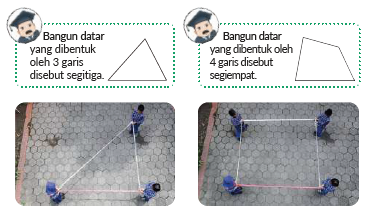 Bangun datar
yang dibentuk
oleh 3 garis
disebut segitiga.
Bangun datar
yang dibentuk oleh
4 garis disebut
segiempat.